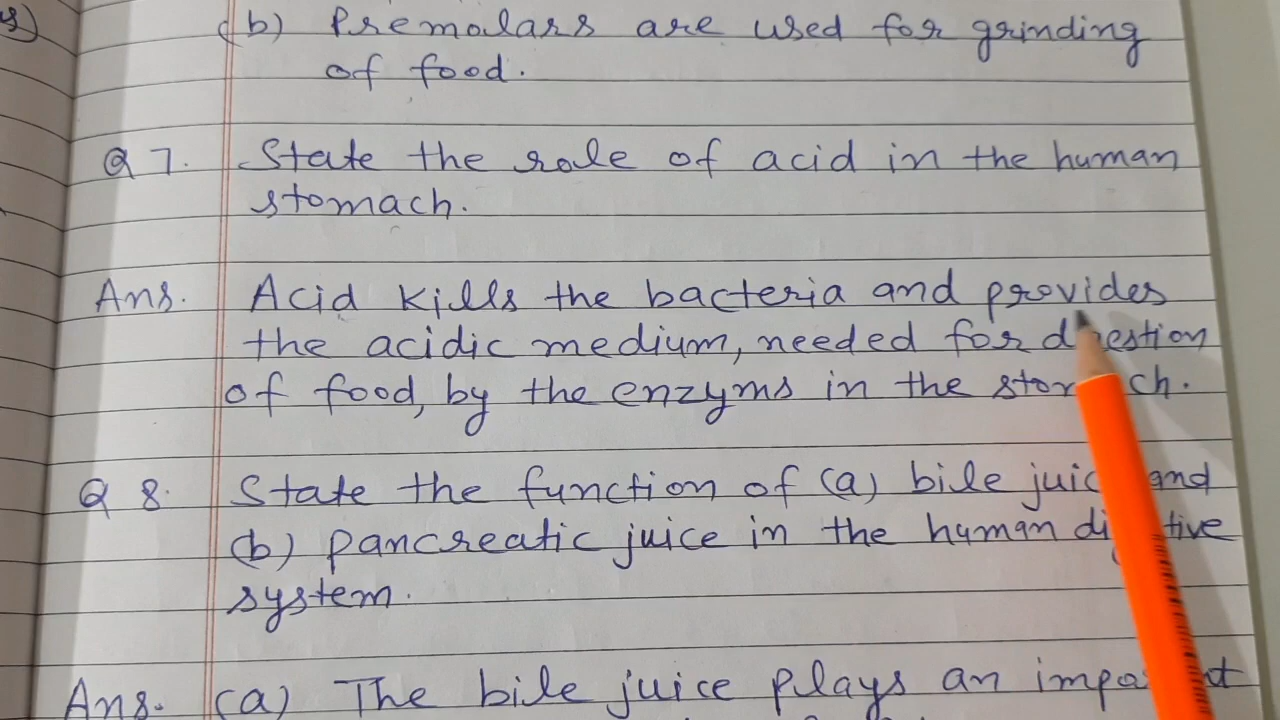 (b) Premolars are used for grinding
of food.
Q 7. State the role of acid in the human
stomach.
Ans. Acid kills the bacteria and provides
the acidic medium, needed for
of food, by the enzyms in the
Q 8. State the function of (a) bile and
(b) pancreatic juice in the human
system.
Ans. (a) The bile juice plays an